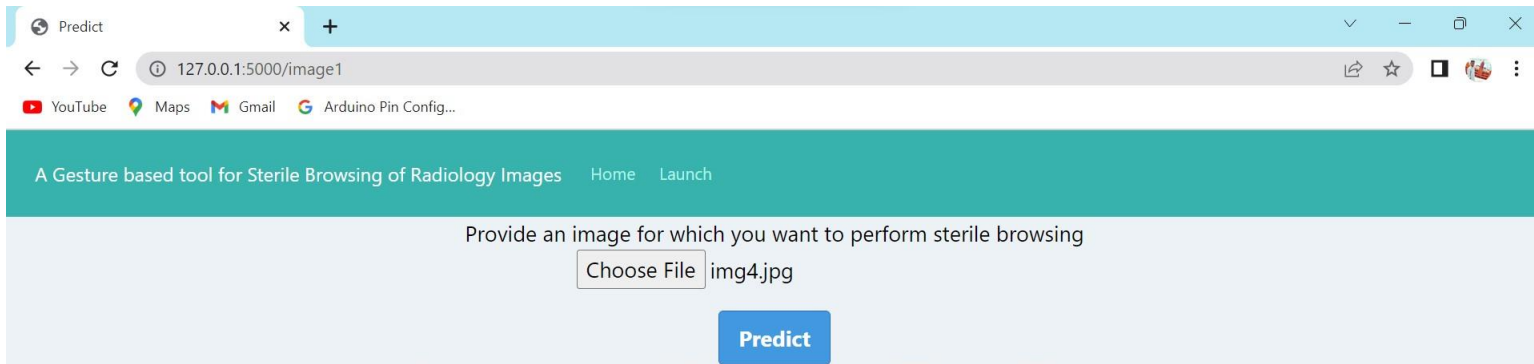 Predict
127.0.0.1:5000/image1
YouTube Maps Gmail Arduino Pin Config...
A Gesture based tool for Sterile Browsing of Radiology Images Home Launch
Provide an image for which you want to perform sterile browsing
Choose File img4.jpg
Predict